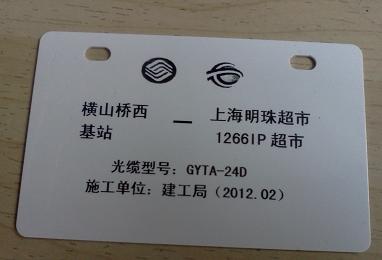 横山桥西 — 上海明珠超市
基站 1266IP 超市
光缆型号：GYTA-24D
施工单位：建工局（2012.02）